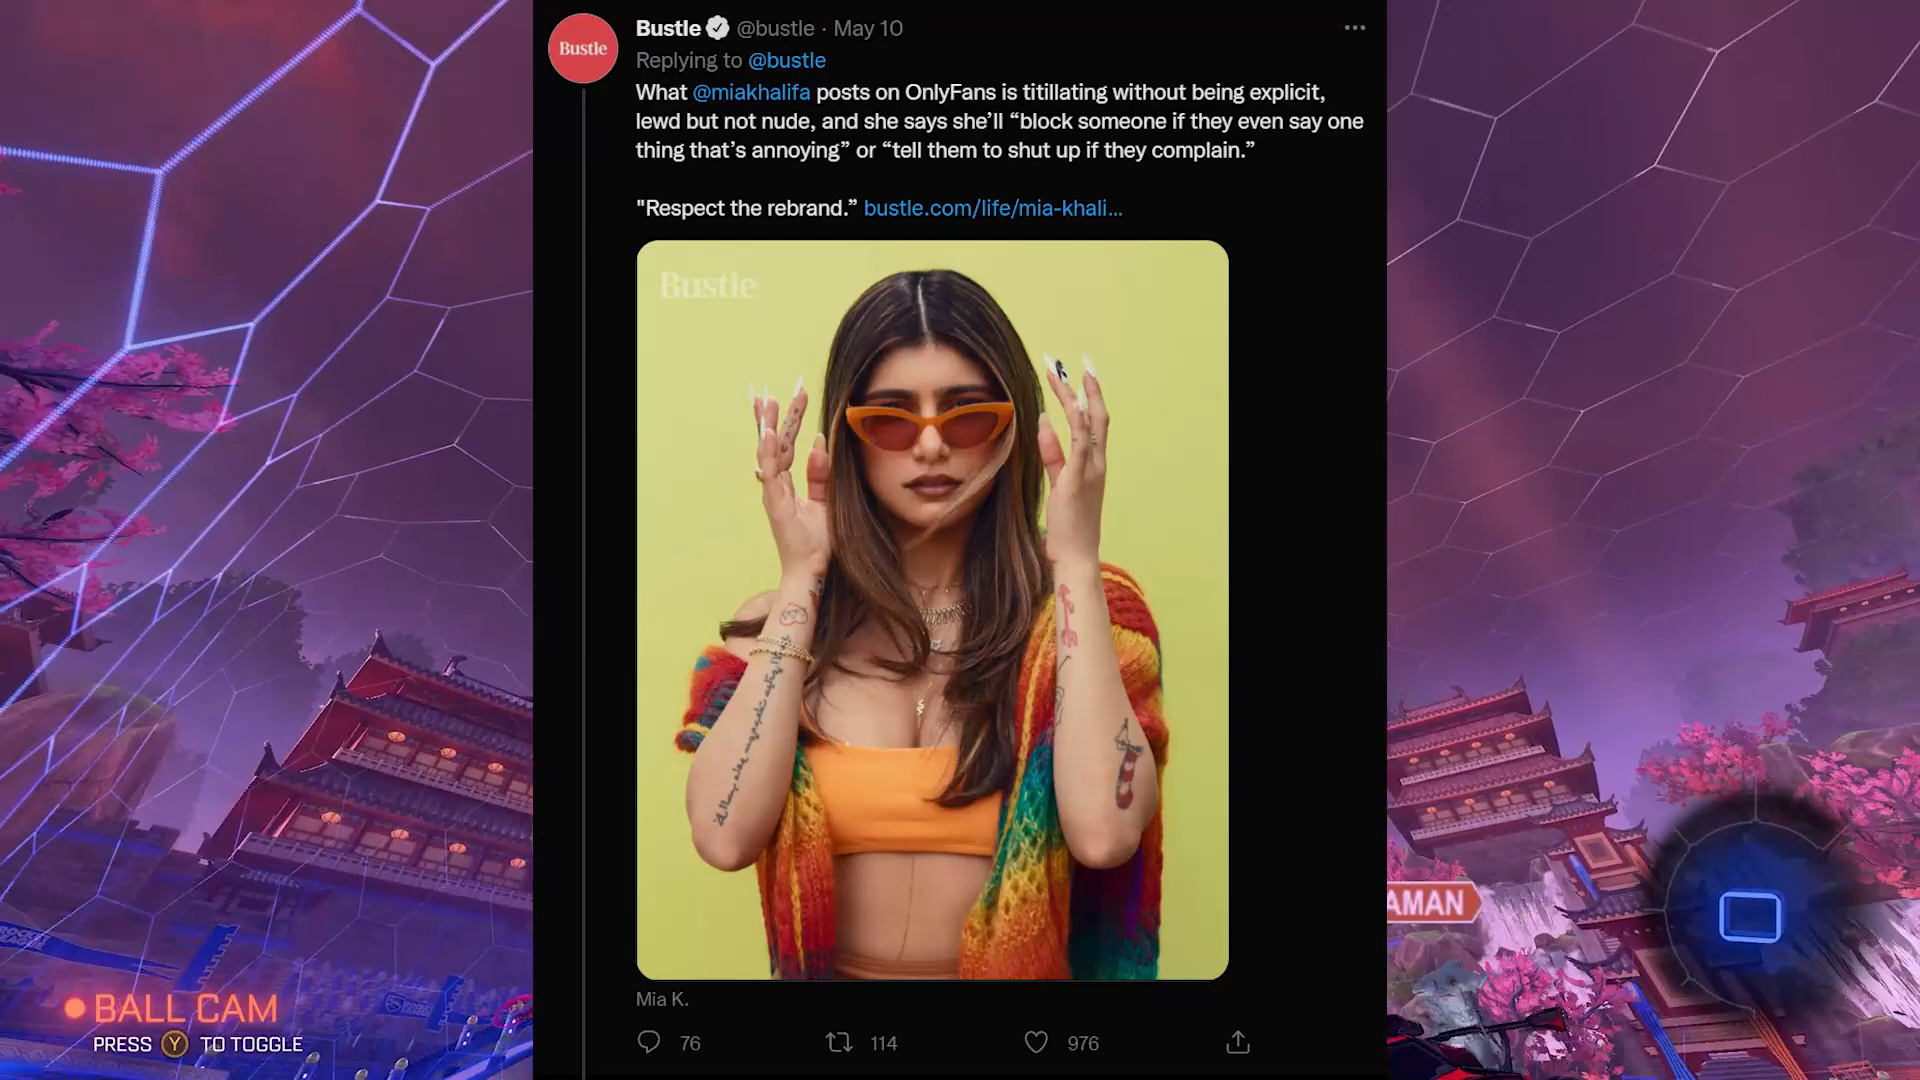 Bustle
Bustle @bustle · May 10
Replying to @bustle
What @miakhalifa posts on OnlyFans is titillating without being explicit,
lewd but not nude, and she says she’ll “block someone if they even say one
thing that’s annoying” or “tell them to shut up if they complain.”
"Respect the rebrand.” bustle.com/life/mia-khali...
Bustle
Mia K.
76
114
976
AMAN
BALL CAM
PRESS Y TO TOGGLE